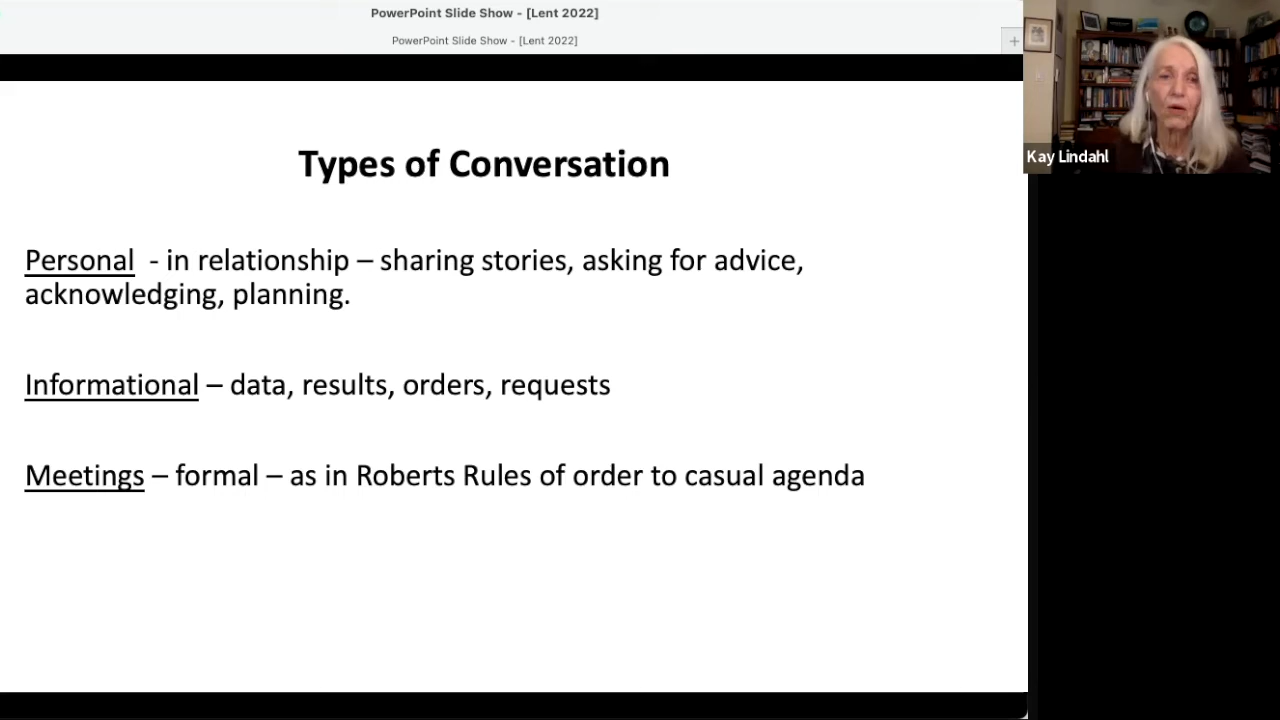 PowerPoint Slide Show - [Lent 2022]
PowerPoint Slide Show - [Lent 2022]
+
Kay Lindahl
Types of Conversation
Personal - in relationship – sharing stories, asking for advice,
acknowledging, planning.
Informational – data, results, orders, requests
Meetings – formal – as in Roberts Rules of order to casual agenda